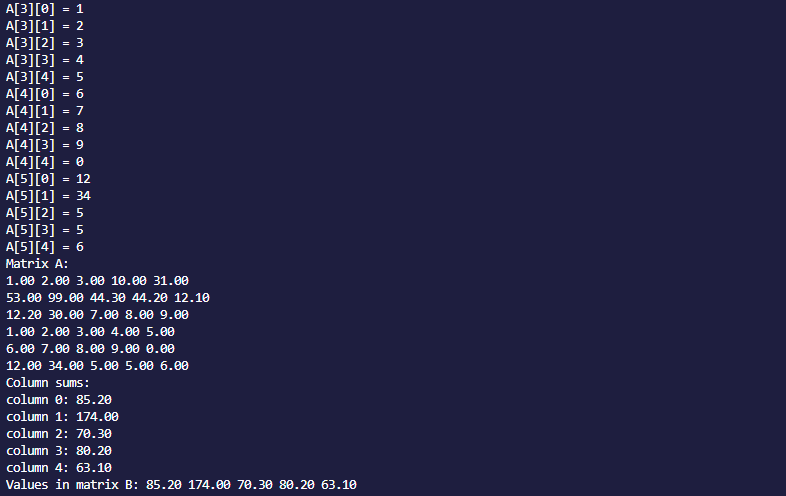 A[3][0] = 1
A[3][1] = 2
A[3][2] = 3
A[3][3] = 4
A[3][4] = 5
A[4][0] = 6
A[4][1] = 7
A[4][2] = 8
A[4][3] = 9
A[4][4] = 0
A[5][0] = 12
A[5][1] = 34
A[5][2] = 5
A[5][3] = 5
A[5][4] = 6
Matrix A:
1.00 2.00 3.00 10.00 31.00
53.00 99.00 44.30 44.20 12.10
12.20 30.00 7.00 8.00 9.00
1.00 2.00 3.00 4.00 5.00
6.00 7.00 8.00 9.00 0.00
12.00 34.00 5.00 5.00 6.00
Column sums:
column 0: 85.20
column 1: 174.00
column 2: 70.30
column 3: 80.20
column 4: 63.10
Values in matrix B: 85.20 174.00 70.30 80.20 63.10